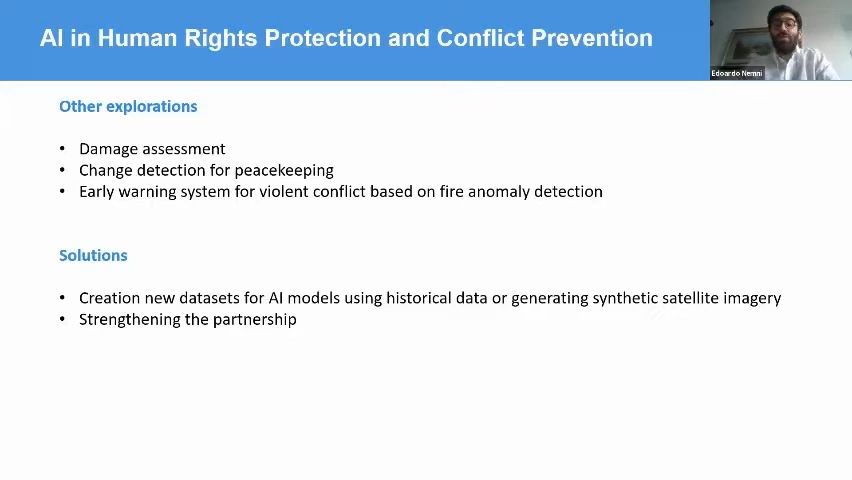 AI in Human Rights Protection and Conflict Prevention
Edoardo Nemni
Other explorations
• Damage assessment
• Change detection for peacekeeping
• Early warning system for violent conflict based on fire anomaly detection
Solutions
• Creation new datasets for AI models using historical data or generating synthetic satellite imagery
• Strengthening the partnership